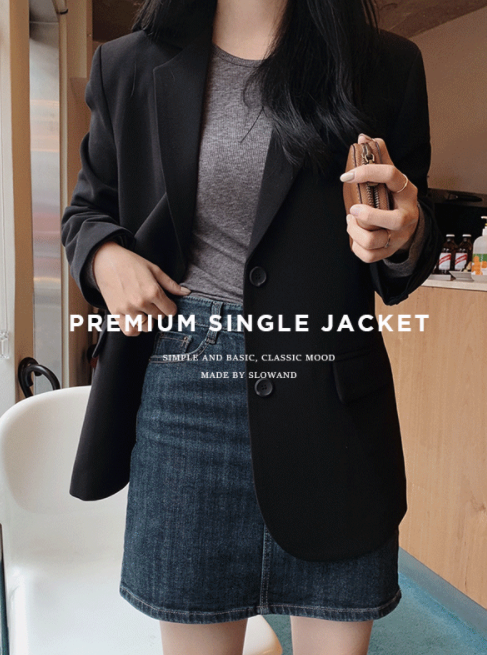 PREMIUM SINGLE JACKET
SIMPLE AND BASIC, CLASSIC MOOD
MADE BY SLOWAND